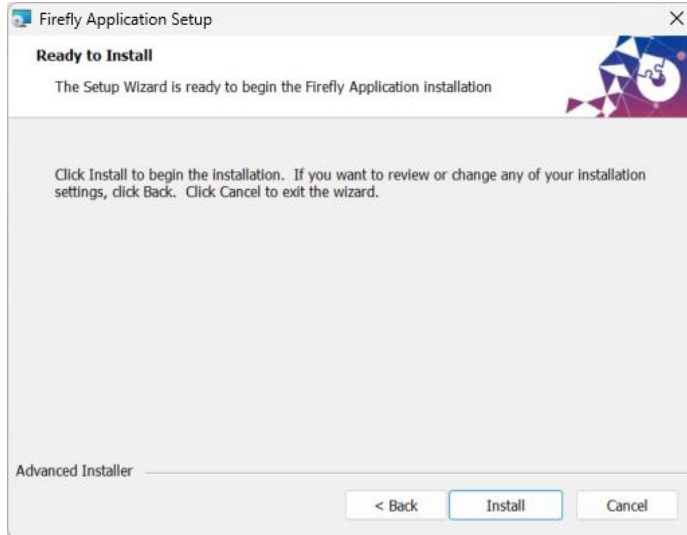 Firefly Application Setup
Ready to Install
The Setup Wizard is ready to begin the Firefly Application installation
Click Install to begin the installation.  If you want to review or change any of your installation
settings, click Back.  Click Cancel to exit the wizard.
Advanced Installer
< Back
Install
Cancel